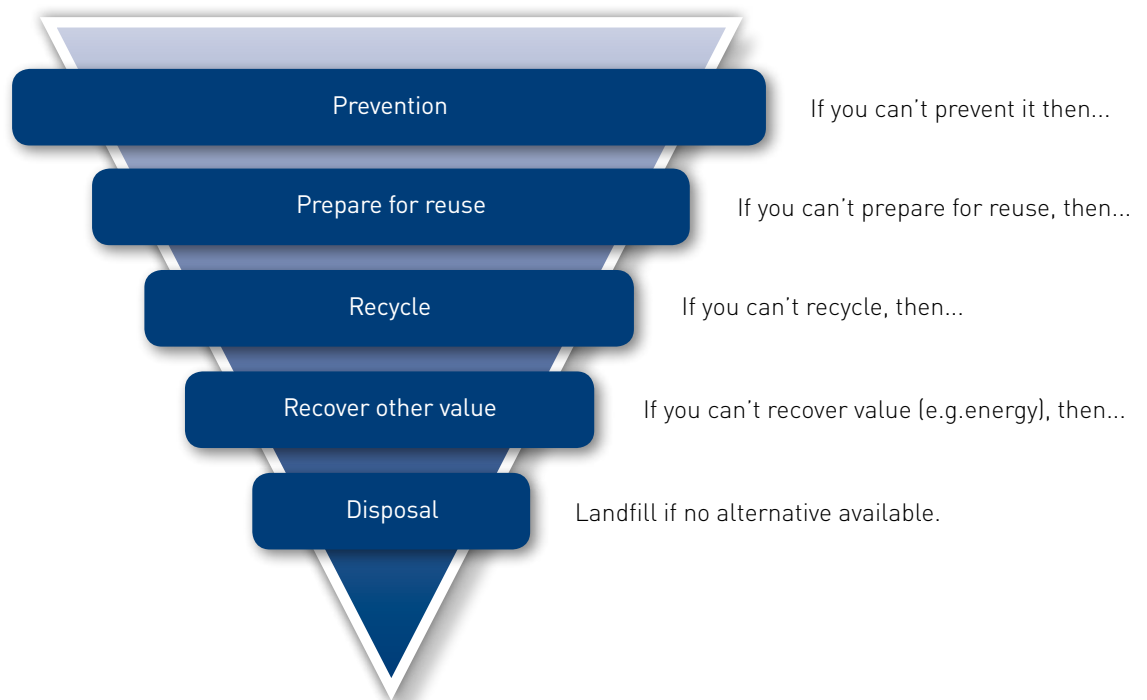 Prevention
If you can't prevent it then...
Prepare for reuse
If you can't prepare for reuse, then...
Recycle
If you can't recycle, then...
Recover other value
If you can't recover value (e.g.energy), then...
Disposal
Landfill if no alternative available.